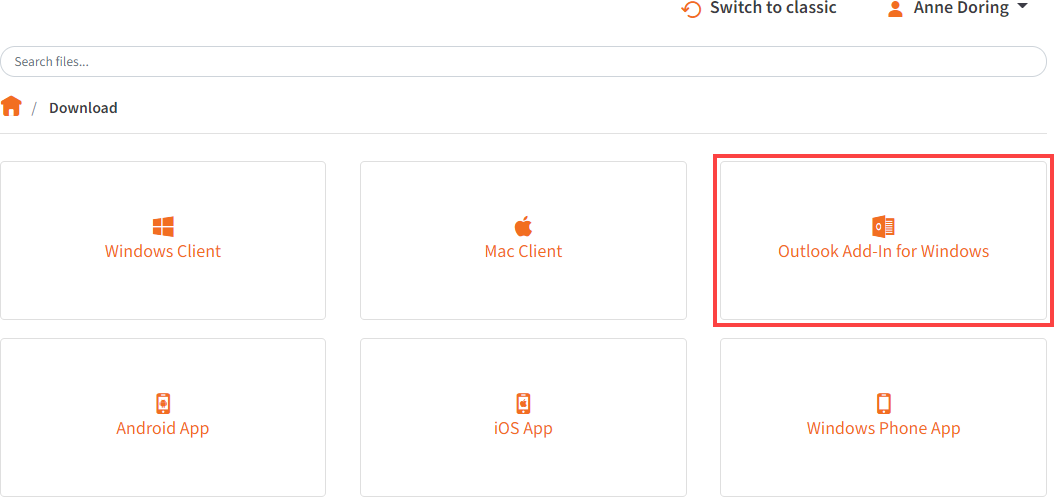 Switch to classic
Anne Doring
Search files...
/ Download
Windows Client
Mac Client
Outlook Add-In for Windows
Android App
iOS App
Windows Phone App